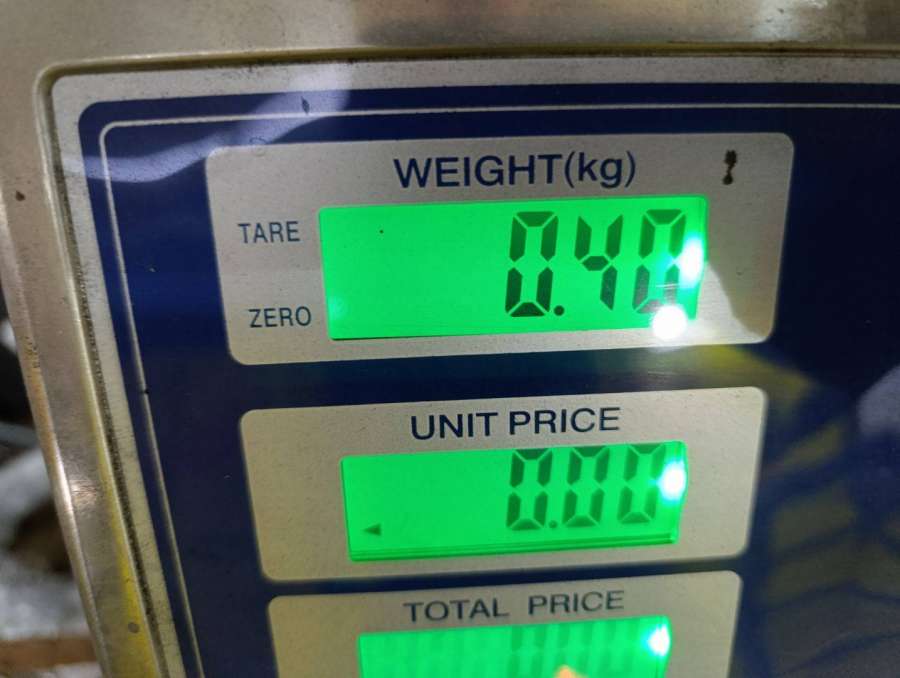 WEIGHT(kg)
TARE
0.40
ZERO
UNIT PRICE
0.00
TOTAL PRICE